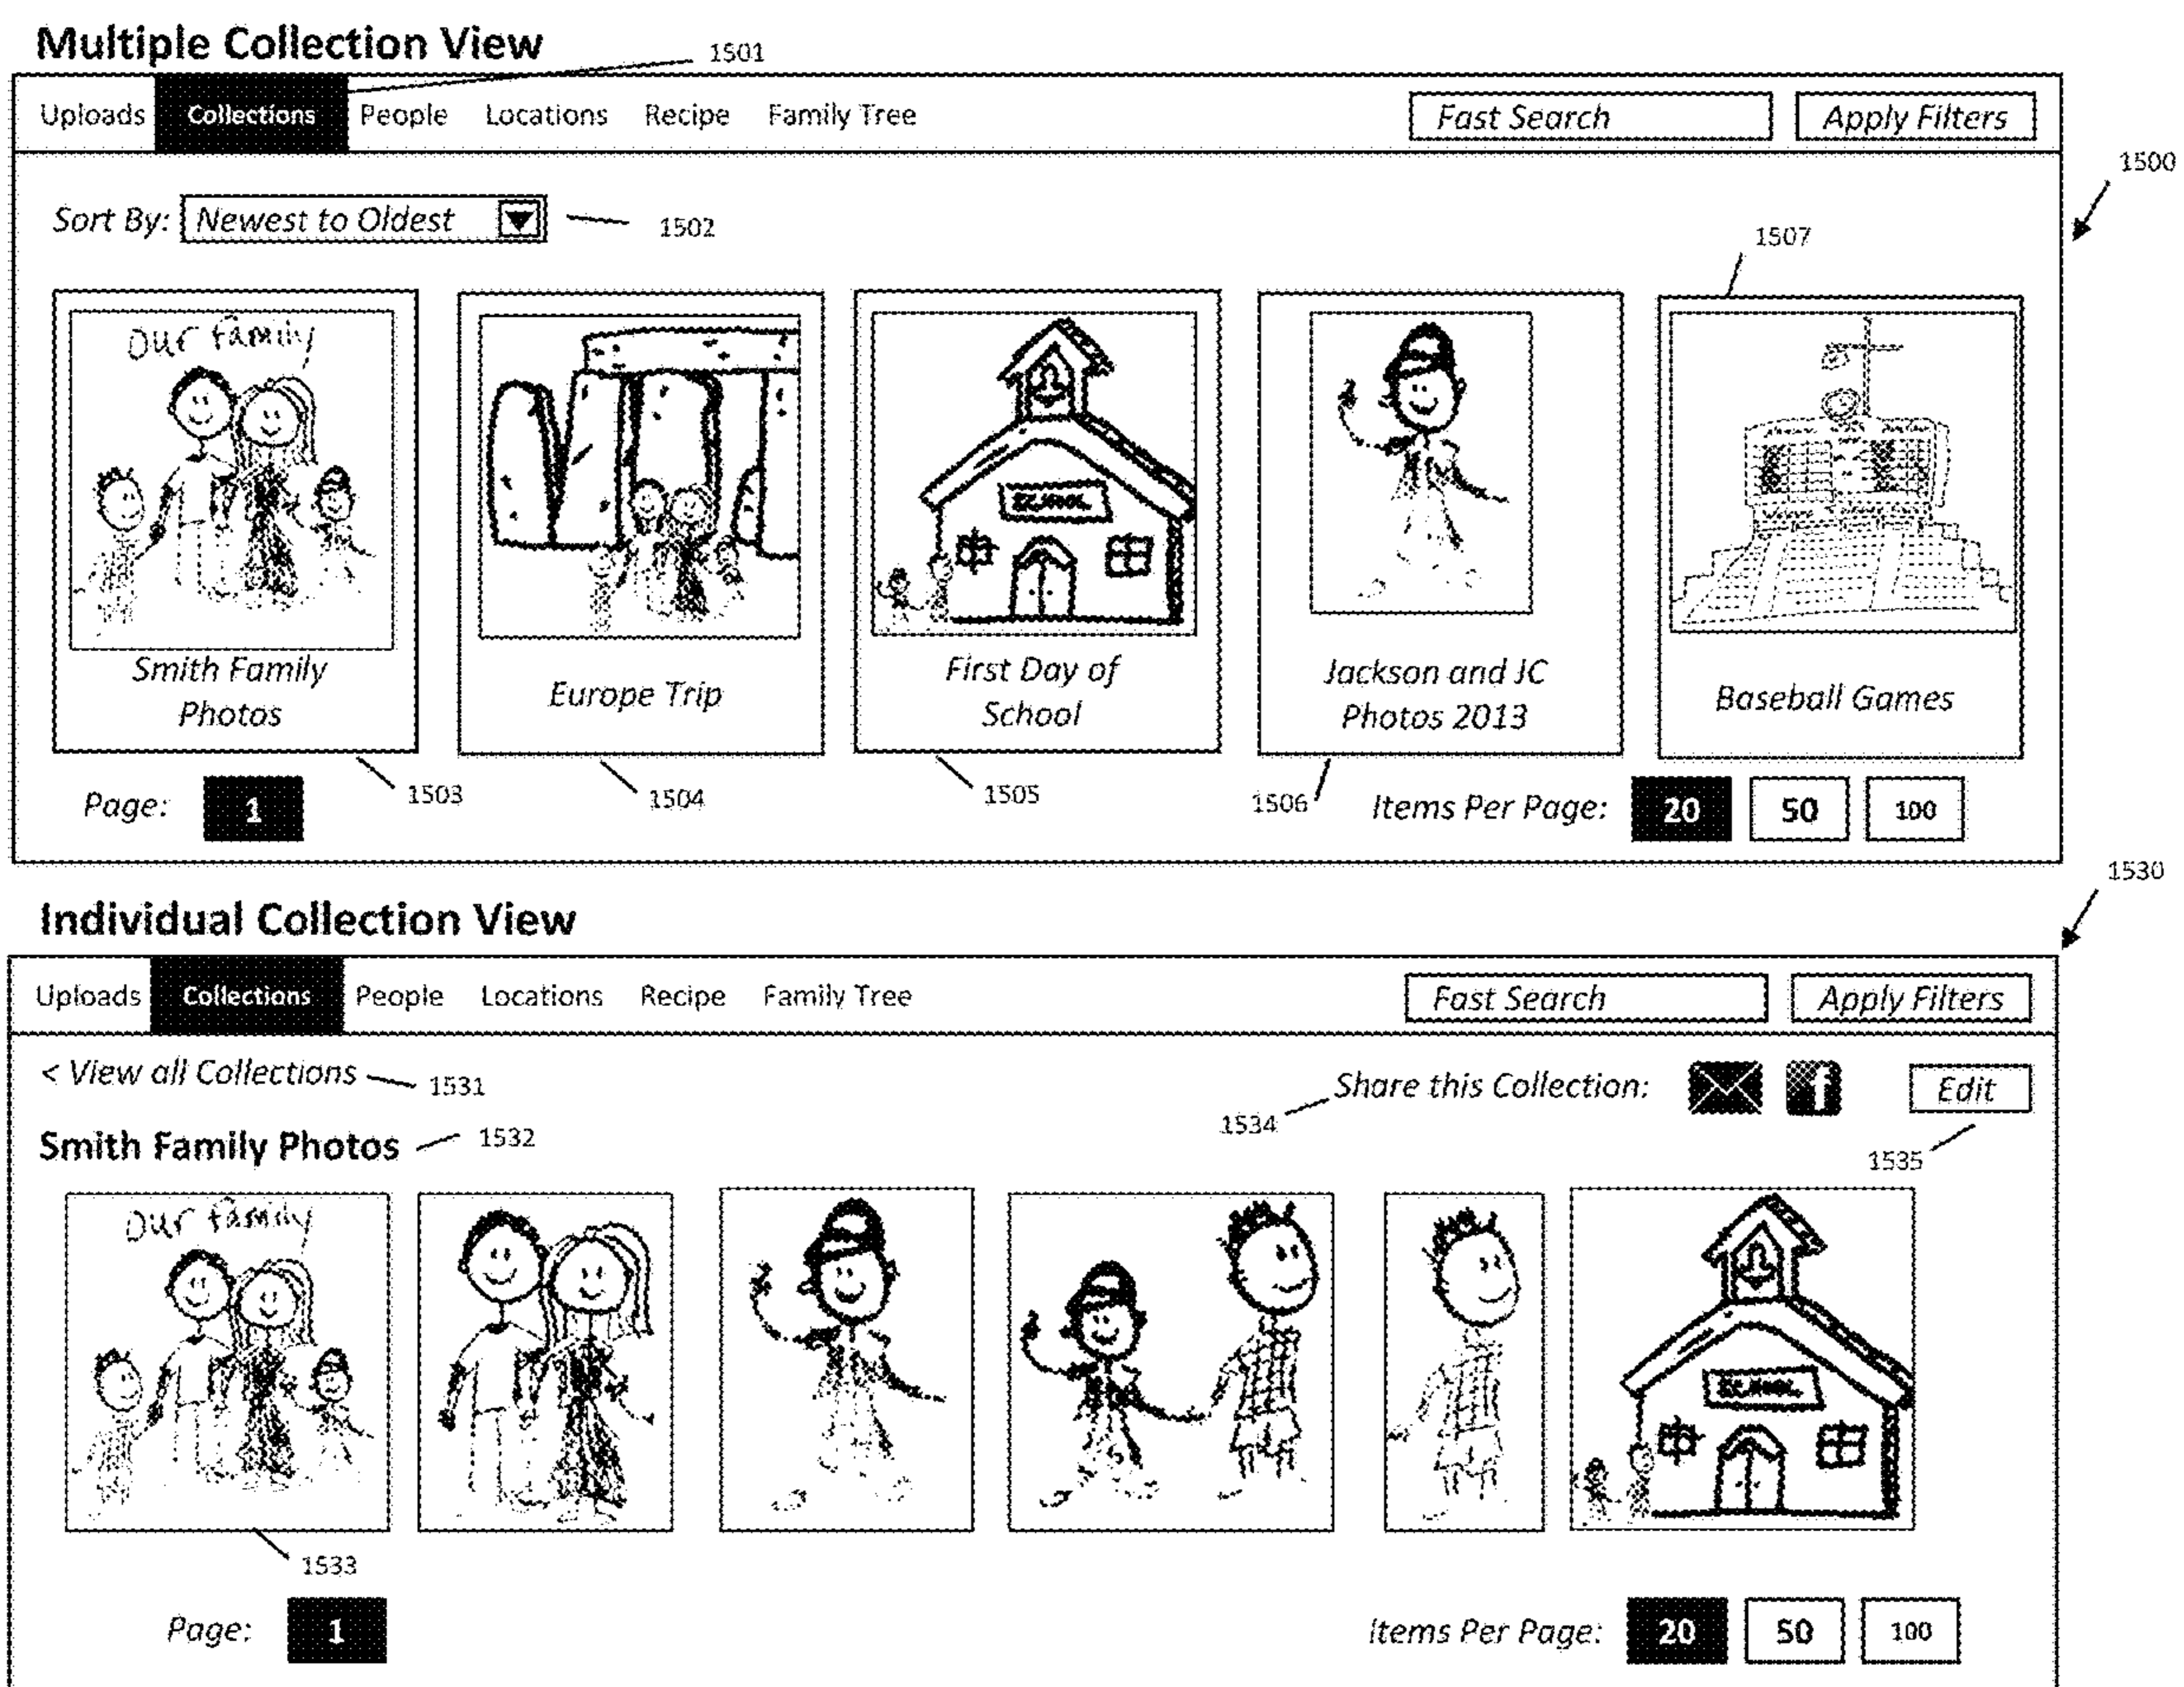 Multiple Collection View
1501
Uploads Collections People Locations Recipe Family Tree Fast Search Apply Filters
1500
Sort By: Newest to Oldest
1502
1507
Our family
SCHOOL
Smith Family
Photos
Europe Trip
First Day of
School
Jackson and JC
Photos 2013
Baseball Games
1503
1504
1505
1506
Page: 1
Items Per Page: 20 50 100
1530
Individual Collection View
Uploads Collections People Locations Recipe Family Tree Fast Search Apply Filters
< View all Collections
1531
Share this Collection: f Edit
1534
1535
Smith Family Photos
1532
Our family
SCHOOL
1533
Page: 1
Items Per Page: 20 50 100